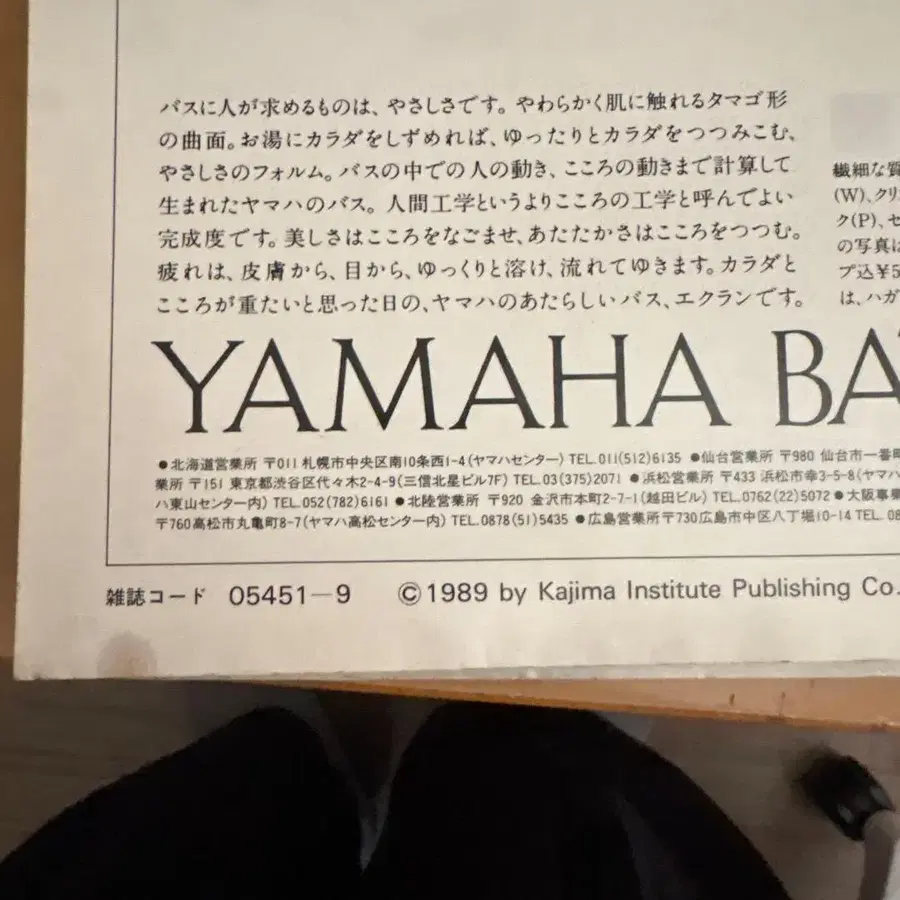 バスに人が求めるものは、やさしさです。やわらかく肌に触れるタマゴ形
の曲面。お湯にカラダをしずめれば、ゆったりとカラダをつつみこむ、
やさしさのフォルム。バスの中での人の動き、こころの動きまで計算して
生まれたヤマハのバス。人間工学というよりこころの工学と呼んでよい
完成度です。美しさはこころをなごませ、あたたかさはこころをつつむ。
疲れは、皮膚から、目から、ゆっくりと溶け、流れてゆきます。カラダと
こころが重たいと思った日の、ヤマハのあたらしいバス、エクランです。
繊細な質
(W)、クリ
ク(P)、セ
の写真は
プ込¥5
は、ハガ
YAMAHA BA
●北海道営業所 〒011 札幌市中央区南10条西1-4(ヤマハセンター) TEL.011(512)6135 ●仙台営業所 〒980 仙台市一番町
業所 〒151 東京都渋谷区代々木2-4-9(三信北星ビル7F) TEL.03(375)2071 ●浜松営業所 〒433 浜松市幸3-5-8(ヤマハ
ハ東山センター内) TEL.052(782)6161 ●北陸営業所 〒920 金沢市本町2-7-1(越田ビル) TEL.0762(22)5072 ●大阪事業
〒760高松市丸亀町8-7(ヤマハ高松センター内) TEL.0878(51)5435 ●広島営業所〒730広島市中区八丁堀10-14 TEL.08
雑誌コード 05451-9 ©1989 by Kajima Institute Publishing Co.